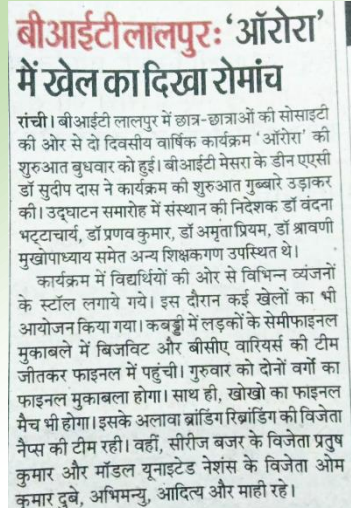 बीआईटी लालपुर: ‘ऑरोरा’
में खेल का दिखा रोमांच
रांची। बीआईटी लालपुर में छात्र-छात्राओं की सोसाइटी
की ओर से दो दिवसीय वार्षिक कार्यक्रम ‘ऑरोरा’ की
शुरुआत बुधवार को हुई। बीआईटी मेसरा के डीन एएसी
डॉ सुदीप दास ने कार्यक्रम की शुरुआत गुब्बारे उड़ाकर
की। उद्घाटन समारोह में संस्थान की निदेशक डॉ वंदना
भट्टाचार्य, डॉ प्रणव कुमार, डॉ अमृता प्रियम, डॉ श्रावणी
मुखोपाध्याय समेत अन्य शिक्षकगण उपस्थित थे।
कार्यक्रम में विद्यर्थियों की ओर से विभिन्न व्यंजनों
के स्टॉल लगाये गये। इस दौरान कई खेलों का भी
आयोजन किया गया। कबड्डी में लड़कों के सेमीफाइनल
मुकाबले में बिजविट और बीसीए वारियर्स की टीम
जीतकर फाइनल में पहुंची। गुरुवार को दोनों वर्गों का
फाइनल मुकाबला होगा। साथ ही, खोखो का फाइनल
मैच भी होगा। इसके अलावा ब्रांडिंग रिब्रांडिंग की विजेता
नैप्स की टीम रही। वहीं, सीरीज बजर के विजेता प्रतुष
कुमार और मॉडल यूनाइटेड नेशंस के विजेता ओम
कुमार दुबे, अभिमन्यु, आदित्य और माही रहे।